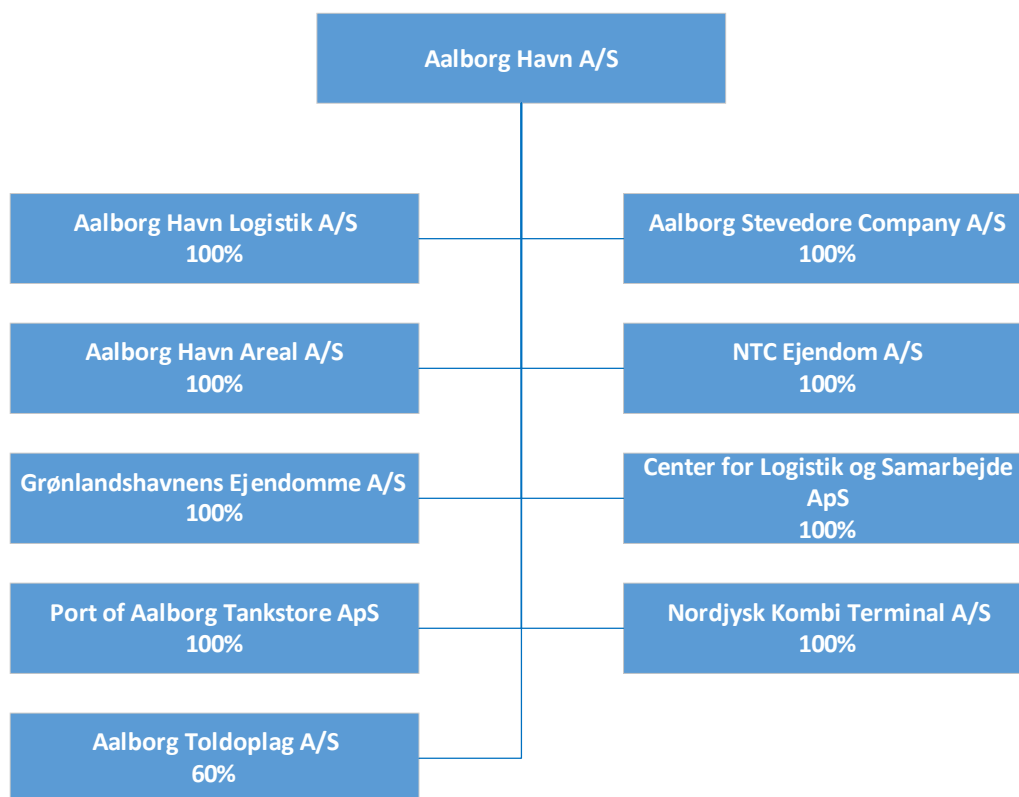 Aalborg Havn A/S
Aalborg Havn Logistik A/S
100%
Aalborg Stevedore Company A/S
100%
Aalborg Havn Areal A/S
100%
NTC Ejendom A/S
100%
Grønlandshavnens Ejendomme A/S
100%
Center for Logistik og Samarbejde
ApS
100%
Port of Aalborg Tankstore ApS
100%
Nordjysk Kombi Terminal A/S
100%
Aalborg Toldoplag A/S
60%